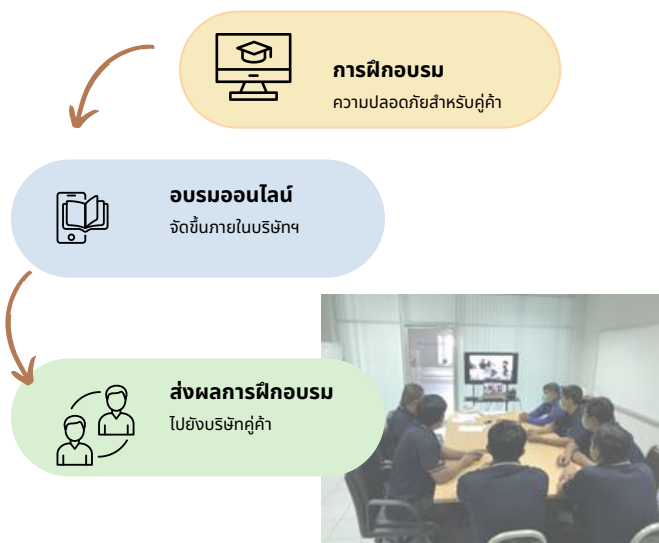 การฝึกอบรม
ความปลอดภัยสำหรับคู่ค้า
อบรมออนไลน์
จัดขึ้นภายในบริษัทฯ
ส่งผลการฝึกอบรม
ไปยังบริษัทคู่ค้า